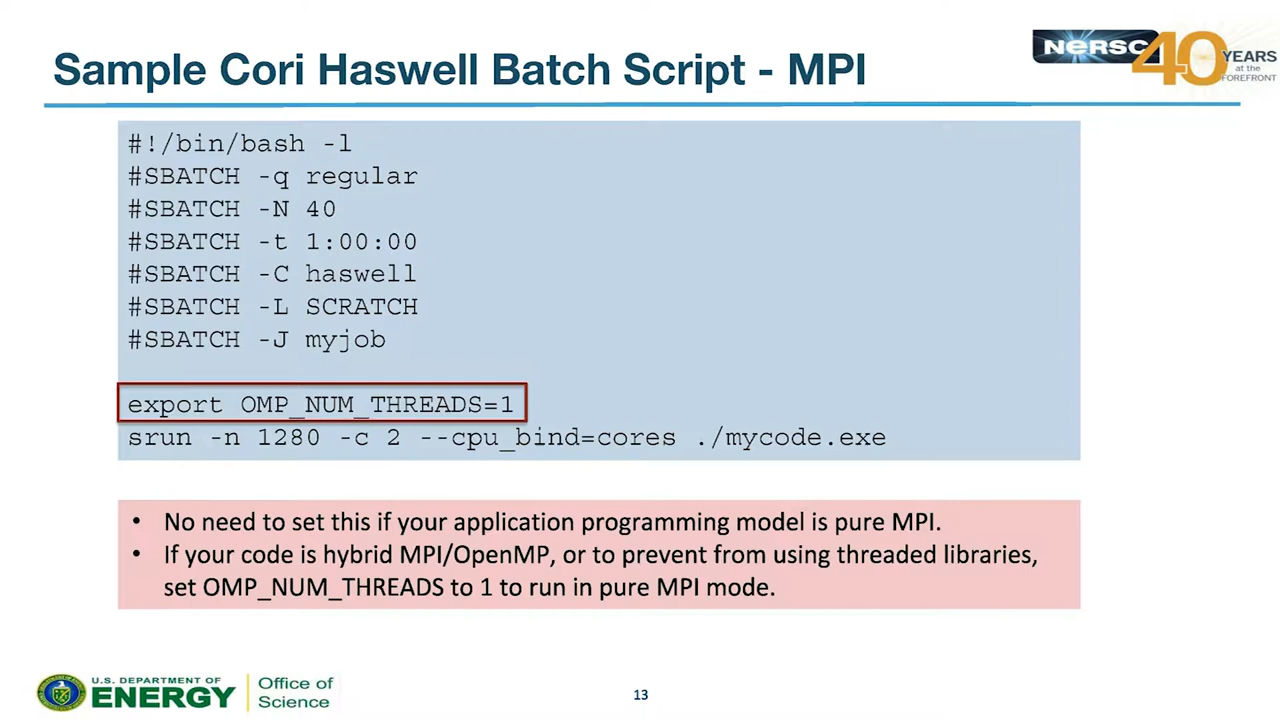 Sample Cori Haswell Batch Script - MPI
NERSC 40 YEARS at the FOREFRONT
#!/bin/bash -l
#SBATCH -q regular
#SBATCH -N 40
#SBATCH -t 1:00:00
#SBATCH -C haswell
#SBATCH -L SCRATCH
#SBATCH -J myjob
export OMP_NUM_THREADS=1
srun -n 1280 -c 2 --cpu_bind=cores ./mycode.exe
• No need to set this if your application programming model is pure MPI.
• If your code is hybrid MPI/OpenMP, or to prevent from using threaded libraries,
set OMP_NUM_THREADS to 1 to run in pure MPI mode.
U.S. DEPARTMENT OF
ENERGY
Office of
Science
13